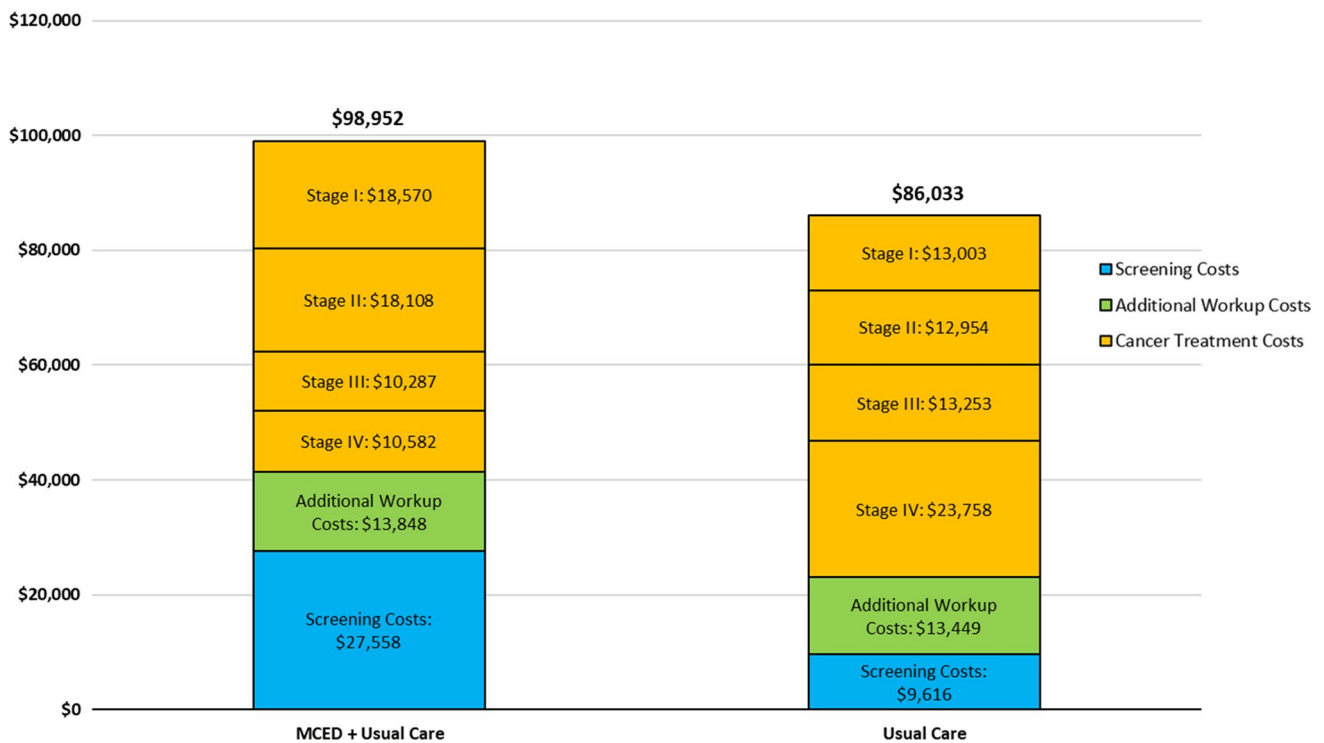 $120,000
$100,000
$80,000
$60,000
$40,000
$20,000
$0
$98,952
Stage I: $18,570
Stage II: $18,108
Stage III: $10,287
Stage IV: $10,582
Additional Workup
Costs: $13,848
Screening Costs:
$27,558
MCED + Usual Care
$86,033
Stage I: $13,003
Stage II: $12,954
Stage III: $13,253
Stage IV: $23,758
Additional Workup
Costs: $13,449
Screening Costs:
$9,616
Usual Care
Screening Costs
Additional Workup Costs
Cancer Treatment Costs